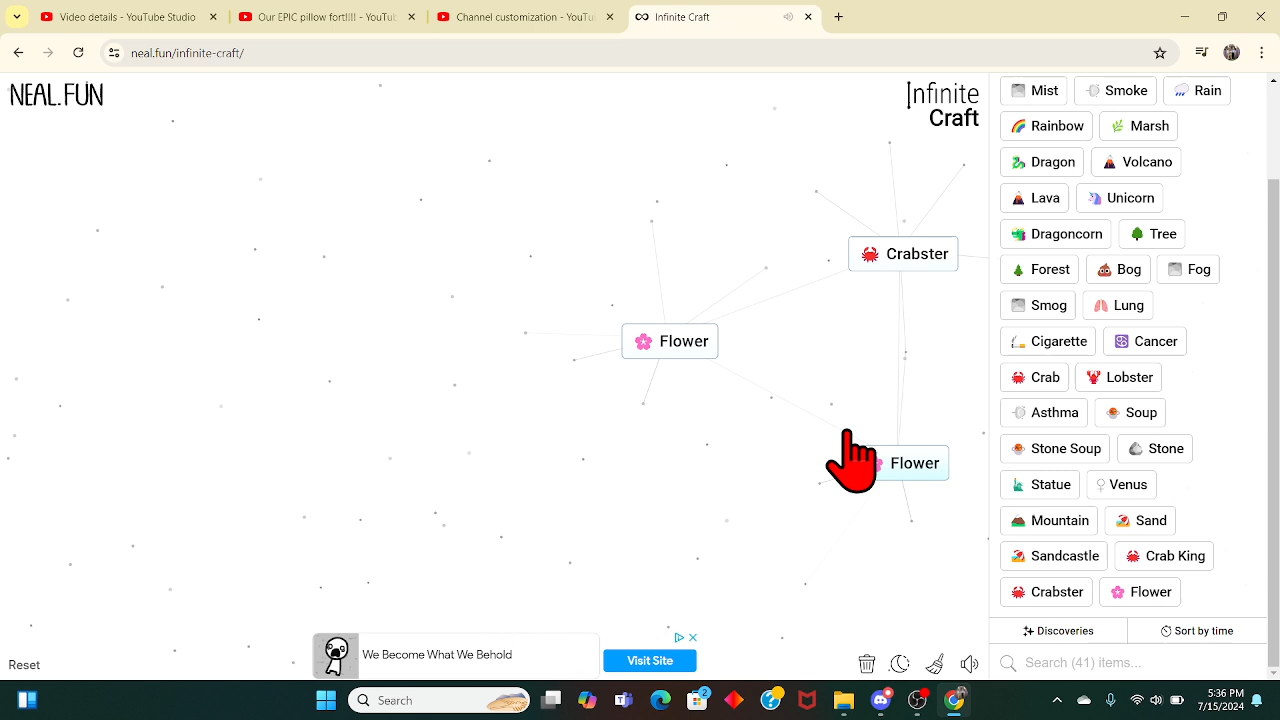 Video details - YouTube Studio
Our EPIC pillow fort!!!! - YouTub
Channel customization - YouTu
Infinite Craft
neal.fun/infinite-craft/
NEAL.FUN
Infinite
Craft
Mist
Smoke
Rain
Rainbow
Marsh
Dragon
Volcano
Lava
Unicorn
Dragoncorn
Tree
Forest
Bog
Fog
Smog
Lung
Cigarette
Cancer
Crab
Lobster
Asthma
Soup
Stone Soup
Stone
Statue
Venus
Mountain
Sand
Sandcastle
Crab King
Crabster
Flower
Crabster
Flower
Flower
Discoveries
Sort by time
Search (41) items...
We Become What We Behold
Visit Site
Reset
Search
2
5:36 PM
7/15/2024